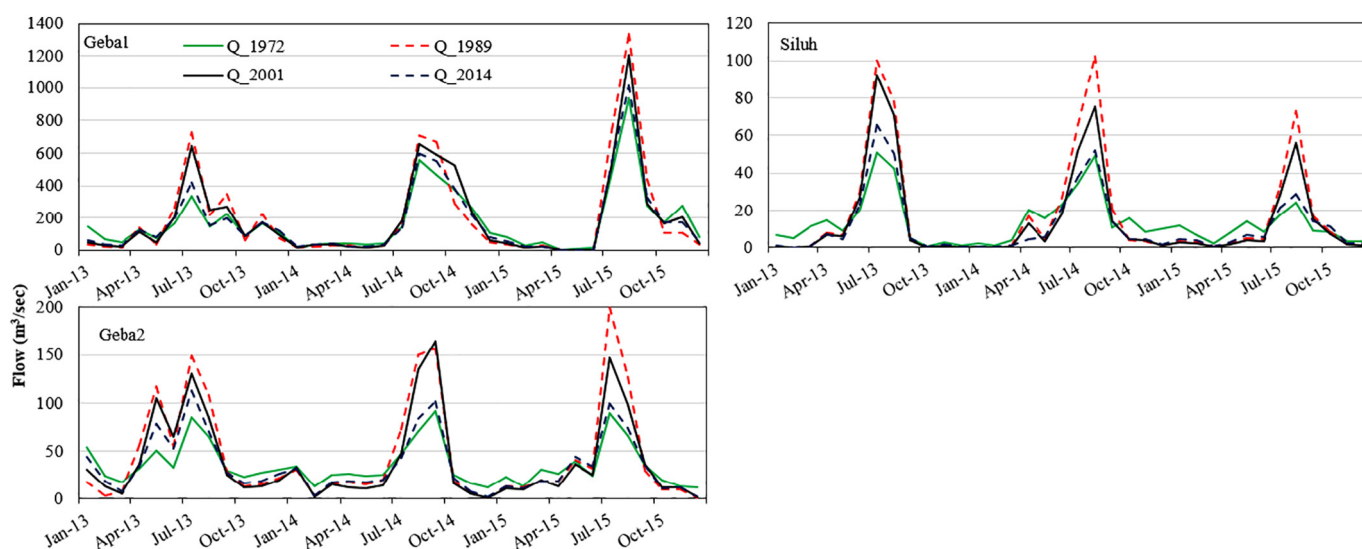 Geba1
Q_1972
Q_1989
Q_2001
Q_2014
1400
1200
1000
800
600
400
200
0
Jan-13
Apr-13
Jul-13
Oct-13
Jan-14
Apr-14
Jul-14
Oct-14
Jan-15
Apr-15
Jul-15
Oct-15
Siluh
120
100
80
60
40
20
0
Jan-13
Apr-13
Jul-13
Oct-13
Jan-14
Apr-14
Jul-14
Oct-14
Jan-15
Apr-15
Jul-15
Oct-15
Flow (m³/sec)
Geba2
200
150
100
50
0
Jan-13
Apr-13
Jul-13
Oct-13
Jan-14
Apr-14
Jul-14
Oct-14
Jan-15
Apr-15
Jul-15
Oct-15